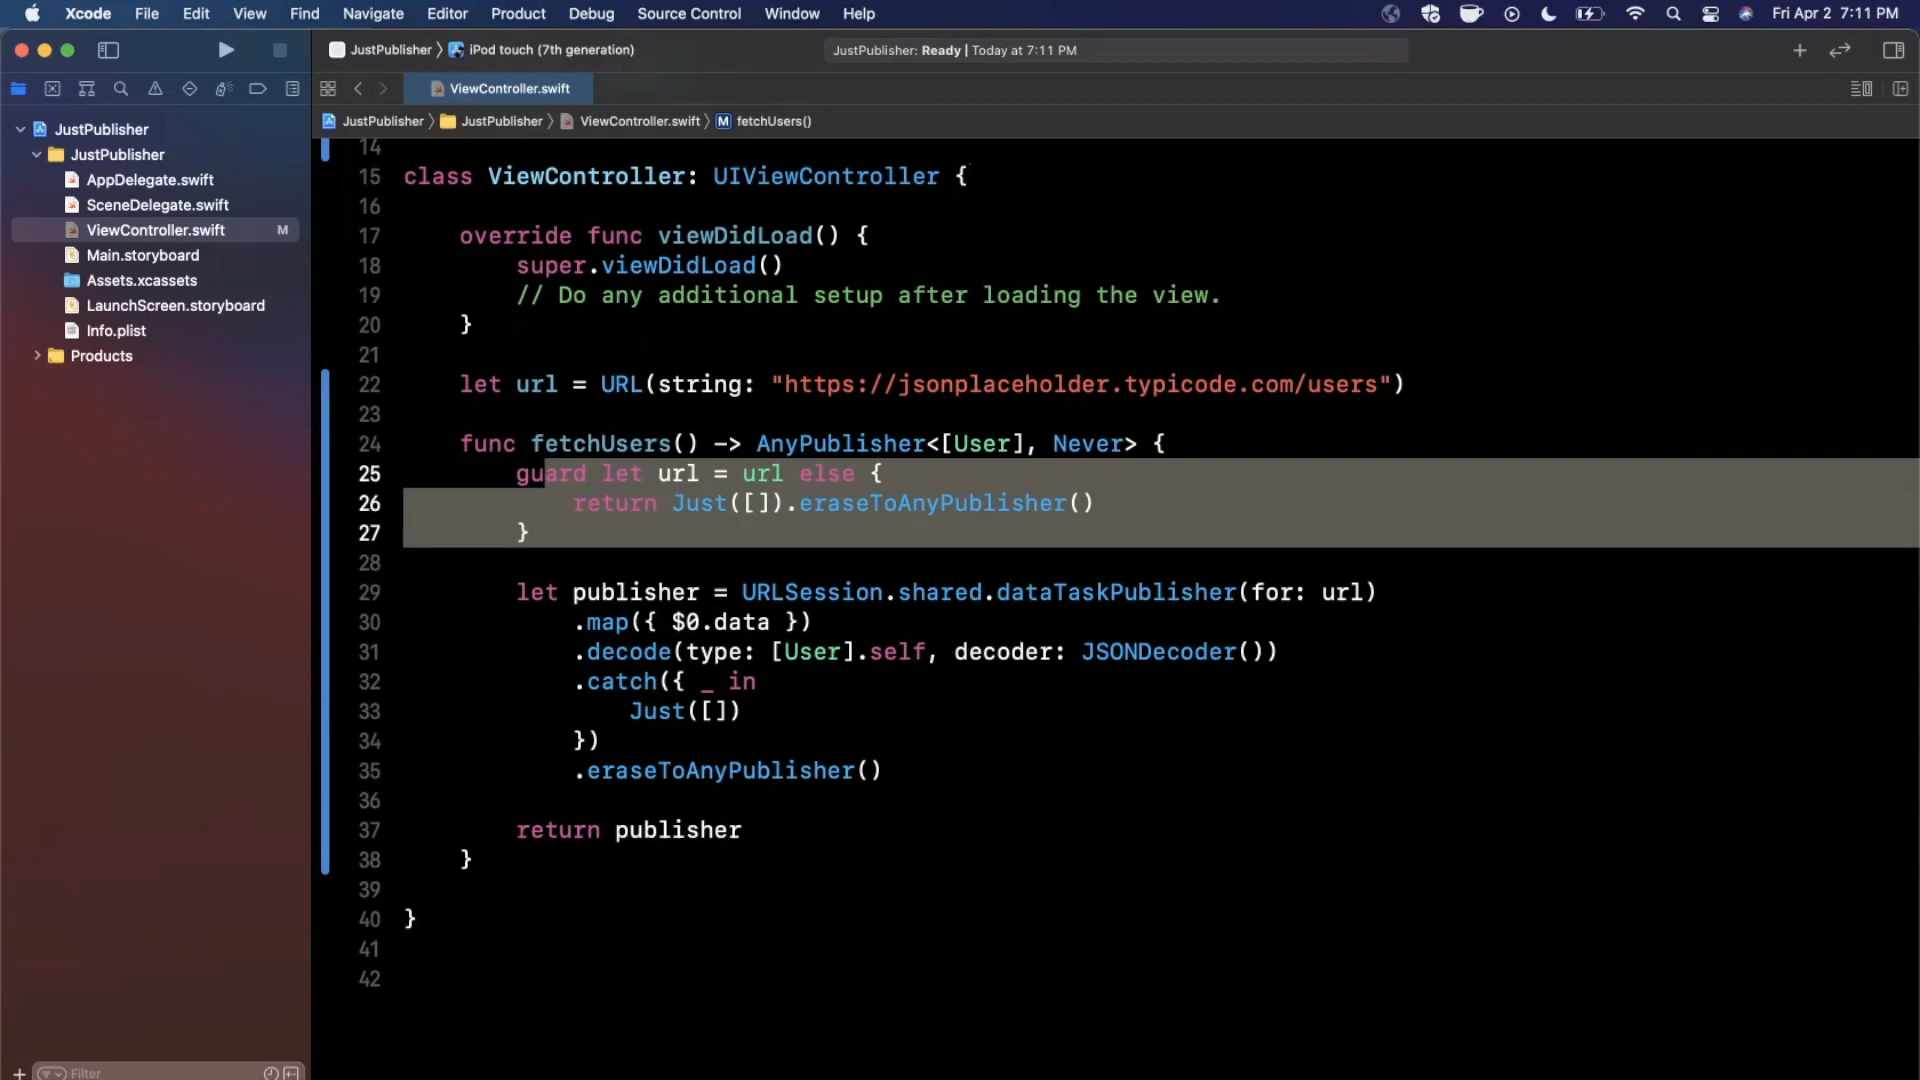 Xcode File Edit View Find Navigate Editor Product Debug Source Control Window Help Fri Apr 2 7:11 PM
JustPublisher 〉 iPod touch (7th generation) JustPublisher: Ready | Today at 7:11 PM
ViewController.swift
JustPublisher 〉 JustPublisher 〉 ViewController.swift 〉 M fetchUsers()
JustPublisher
JustPublisher
AppDelegate.swift
SceneDelegate.swift
ViewController.swift M
Main.storyboard
Assets.xcassets
LaunchScreen.storyboard
Info.plist
Products
Filter
14
15 class ViewController: UIViewController {
16
17 override func viewDidLoad() {
18 super.viewDidLoad()
19 // Do any additional setup after loading the view.
20 }
21
22 let url = URL(string: "https://jsonplaceholder.typicode.com/users")
23
24 func fetchUsers() -> AnyPublisher<[User], Never> {
25 guard let url = url else {
26 return Just([]).eraseToAnyPublisher()
27 }
28
29 let publisher = URLSession.shared.dataTaskPublisher(for: url)
30 .map({ $0.data })
31 .decode(type: [User].self, decoder: JSONDecoder())
32 .catch({ _ in
33 Just([])
34 })
35 .eraseToAnyPublisher()
36
37 return publisher
38 }
39
40 }
41
42